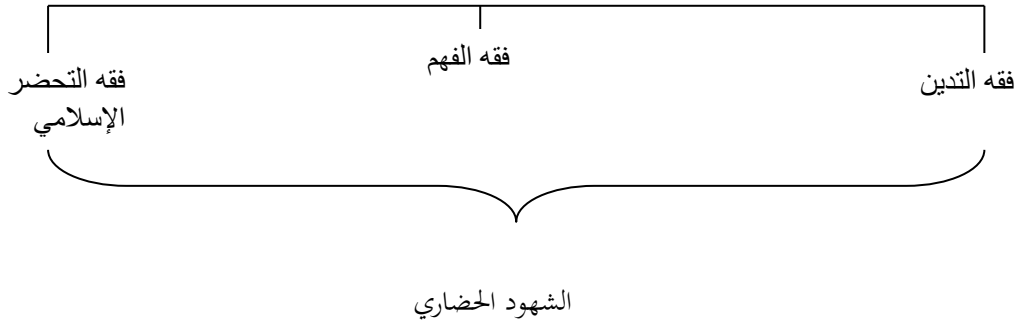 فقه التدين
فقه الفهم
فقه التحضر
الإسلامي
الشهود الحضاري